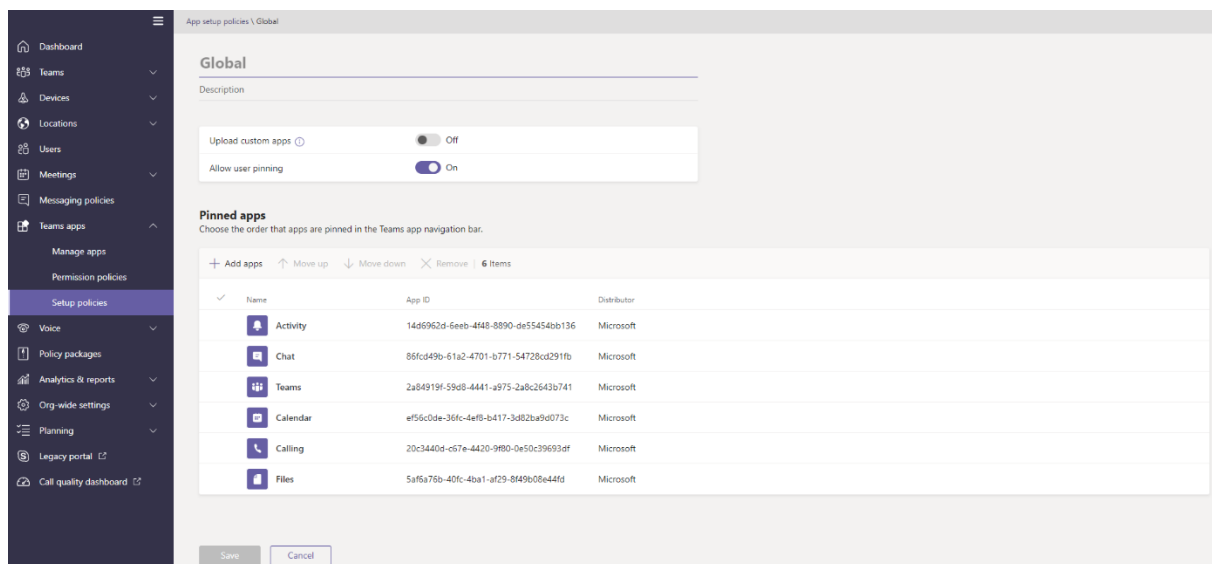 App setup policies \ Global
Dashboard
Teams
Devices
Locations
Users
Meetings
Messaging policies
Teams apps
Manage apps
Permission policies
Setup policies
Voice
Policy packages
Analytics & reports
Org-wide settings
Planning
Legacy portal
Call quality dashboard
Global
Description
Upload custom apps Off
Allow user pinning On
Pinned apps
Choose the order that apps are pinned in the Teams app navigation bar.
Add apps Move up Move down Remove | 6 Items
Name App ID Distributor
Activity 14d6962d-6eeb-4f48-8890-de55454bb136 Microsoft
Chat 86fcd49b-61a2-4701-b771-54728cd291fb Microsoft
Teams 2a84919f-59d8-4441-a975-2a8c2643b741 Microsoft
Calendar ef56c0de-36fc-4ef8-b417-3d82ba9d073c Microsoft
Calling 20c3440d-c67e-4420-9f80-0e50c39693df Microsoft
Files 5af6a76b-40fc-4ba1-af29-8f49b08e44fd Microsoft
Save Cancel